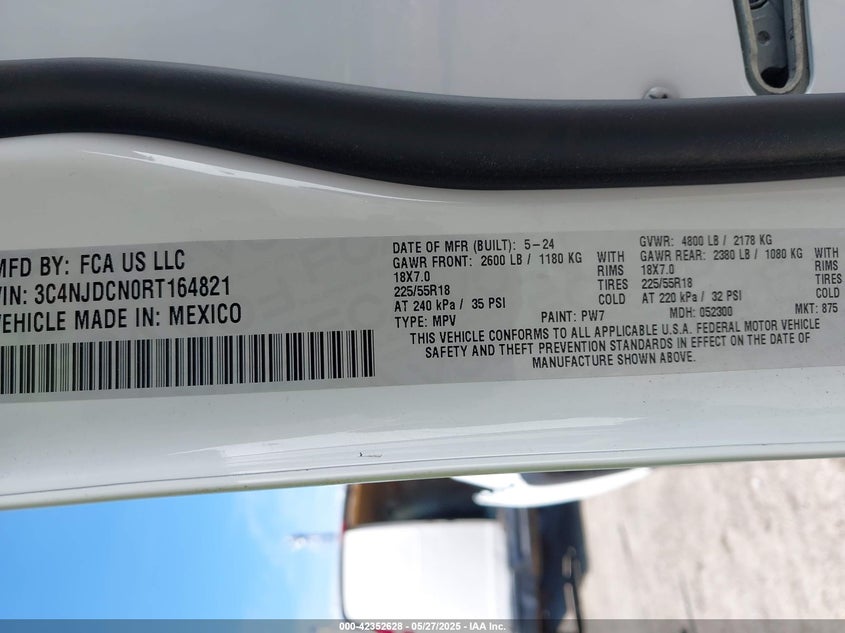 MFD BY: FCA US LLC
VIN: 3C4NJDCN0RT164821
VEHICLE MADE IN: MEXICO
DATE OF MFR (BUILT): 5-24
GAWR FRONT: 2600 LB / 1180 KG WITH
18X7.0 RIMS
225/55R18 TIRES
AT 240 kPa / 35 PSI COLD
TYPE: MPV
PAINT: PW7
GVWR: 4800 LB / 2178 KG
GAWR REAR: 2380 LB / 1080 KG WITH
18X7.0 RIMS
225/55R18 TIRES
AT 220 kPa / 32 PSI COLD
MDH: 052300
MKT: 875
THIS VEHICLE CONFORMS TO ALL APPLICABLE U.S.A. FEDERAL MOTOR VEHICLE
SAFETY AND THEFT PREVENTION STANDARDS IN EFFECT ON THE DATE OF
MANUFACTURE SHOWN ABOVE.
000-42352628 - 05/27/2025 - IAA Inc.